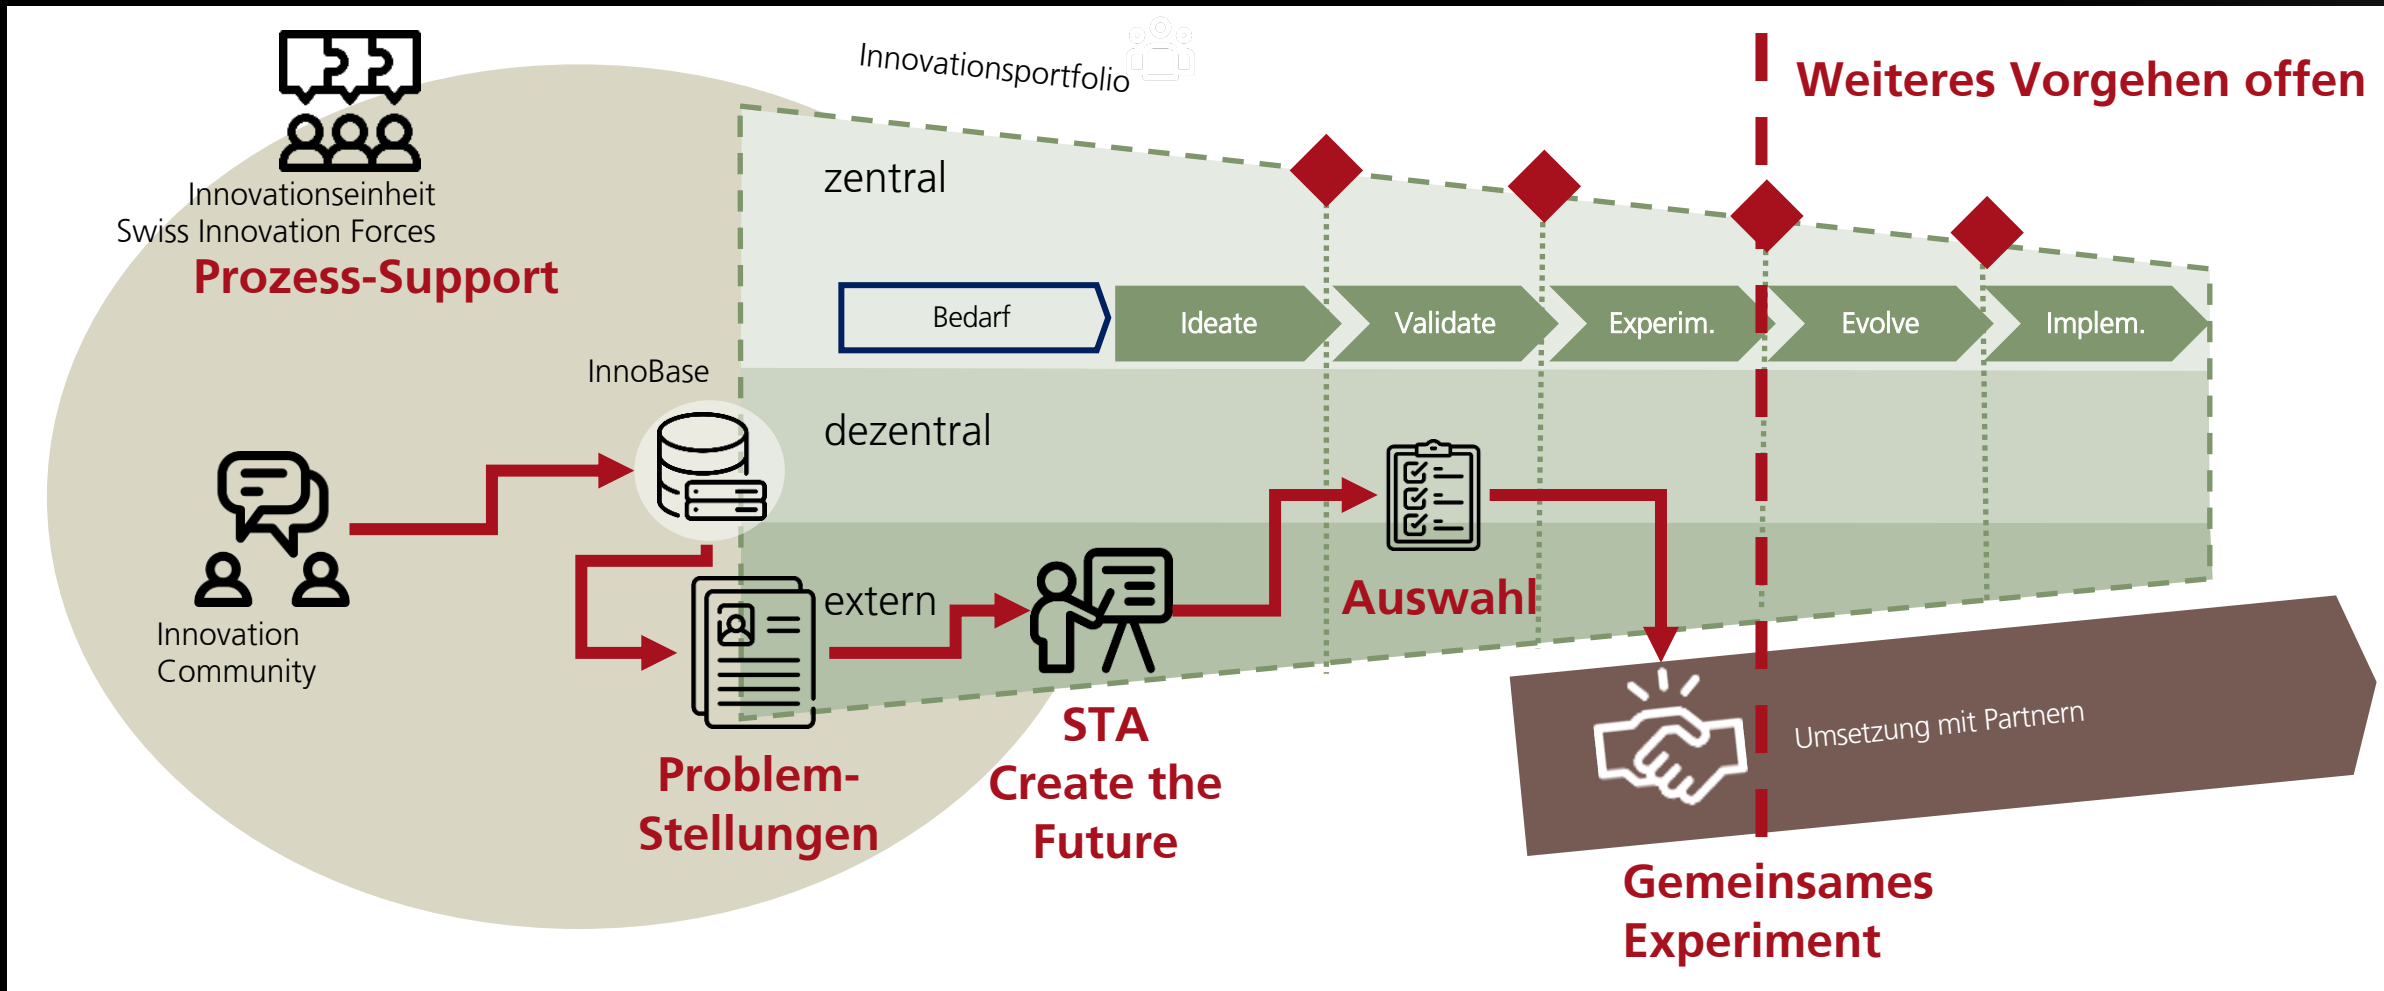 Innovationsportfolio
Weiteres Vorgehen offen
Innovationseinheit
Swiss Innovation Forces
Prozess-Support
zentral
Bedarf
Ideate
Validate
Experim.
Evolve
Implem.
InnoBase
dezentral
Innovation
Community
extern
Auswahl
Problem-
Stellungen
STA
Create the
Future
Umsetzung mit Partnern
Gemeinsames
Experiment